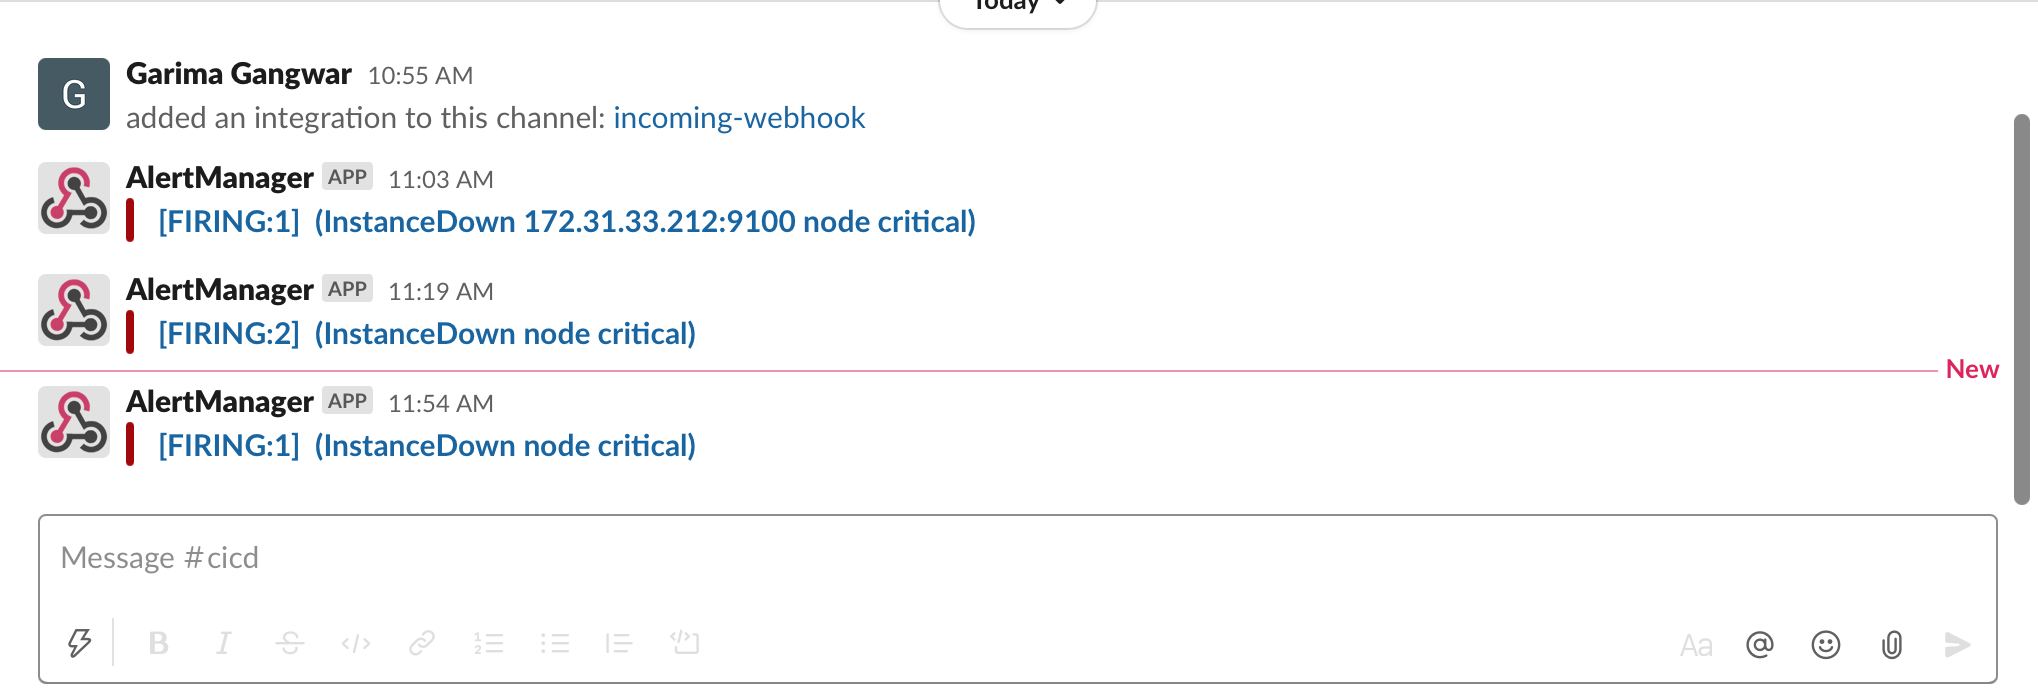 Today
G
Garima Gangwar 10:55 AM
added an integration to this channel: incoming-webhook
AlertManager APP 11:03 AM
[FIRING:1] (InstanceDown 172.31.33.212:9100 node critical)
AlertManager APP 11:19 AM
[FIRING:2] (InstanceDown node critical)
New
AlertManager APP 11:54 AM
[FIRING:1] (InstanceDown node critical)
Message #cicd
B I S </> Aa @